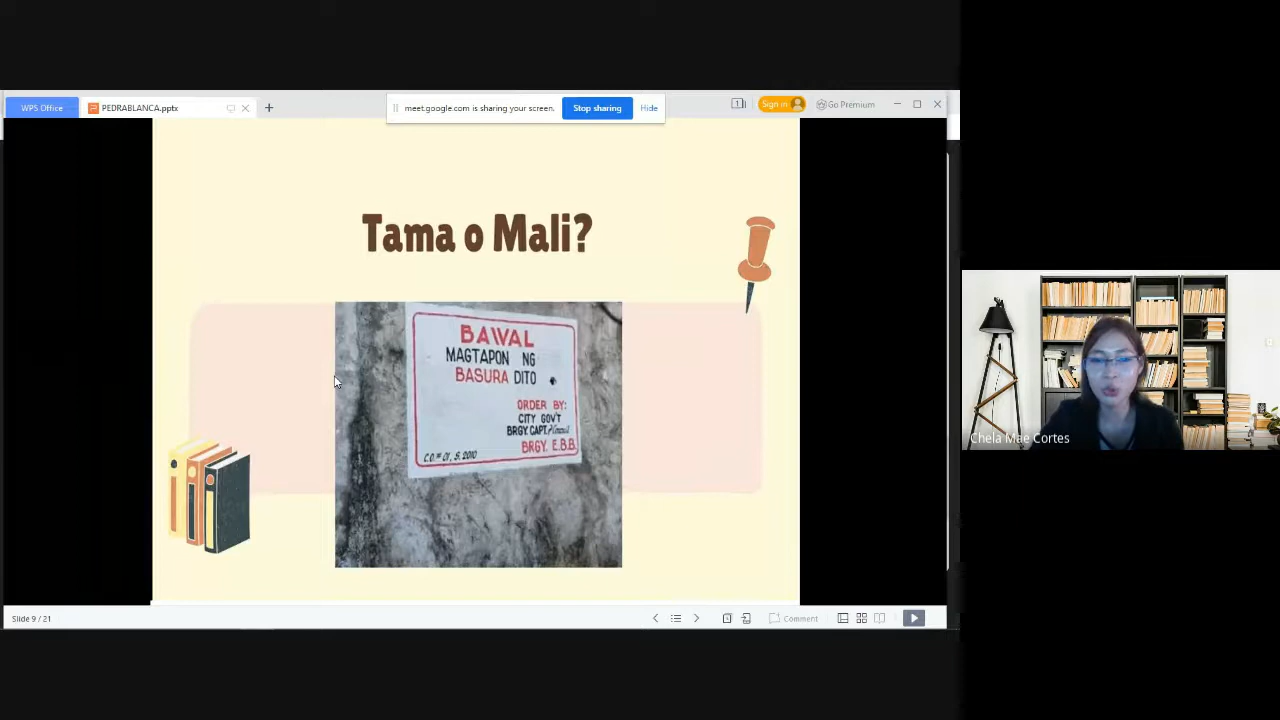 WPS Office
PEDRABLANCA.pptx
meet.google.com is sharing your screen.
Stop sharing
Hide
1
Sign in
Go Premium
Tama o Mali?
BAWAL
MAGTAPON NG
BASURA DITO
ORDER BY:
CITY GOV'T
BRGY. CAPT.
BRGY. E.B.B.
S. 2010
Chela Mae Cortes
Slide 9 / 21
Comment